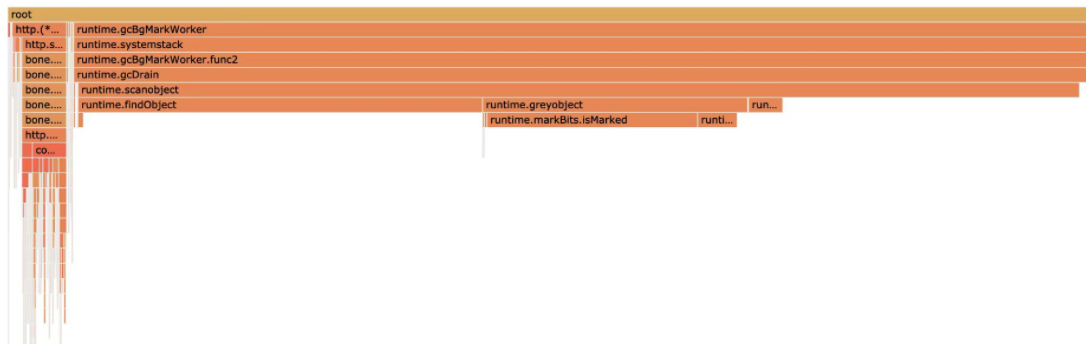 root
http.(*... runtime.gcBgMarkWorker
http.s... runtime.systemstack
bone.... runtime.gcBgMarkWorker.func2
bone.... runtime.gcDrain
bone.... runtime.scanobject
bone.... runtime.findObject runtime.greyobject run...
bone.... runtime.markBits.isMarked runti...
http....
co...